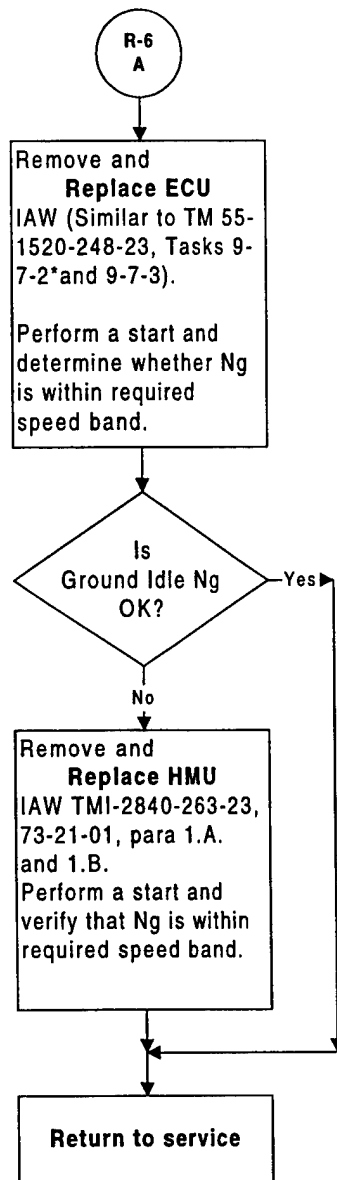 R-6
A
Remove and
Replace ECU
IAW (Similar to TM 55-
1520-248-23, Tasks 9-
7-2*and 9-7-3).
Perform a start and
determine whether Ng
is within required
speed band.
Is
Ground Idle Ng
OK?
Yes
No
Remove and
Replace HMU
IAW TMI-2840-263-23,
73-21-01, para 1.A.
and 1.B.
Perform a start and
verify that Ng is within
required speed band.
Return to service